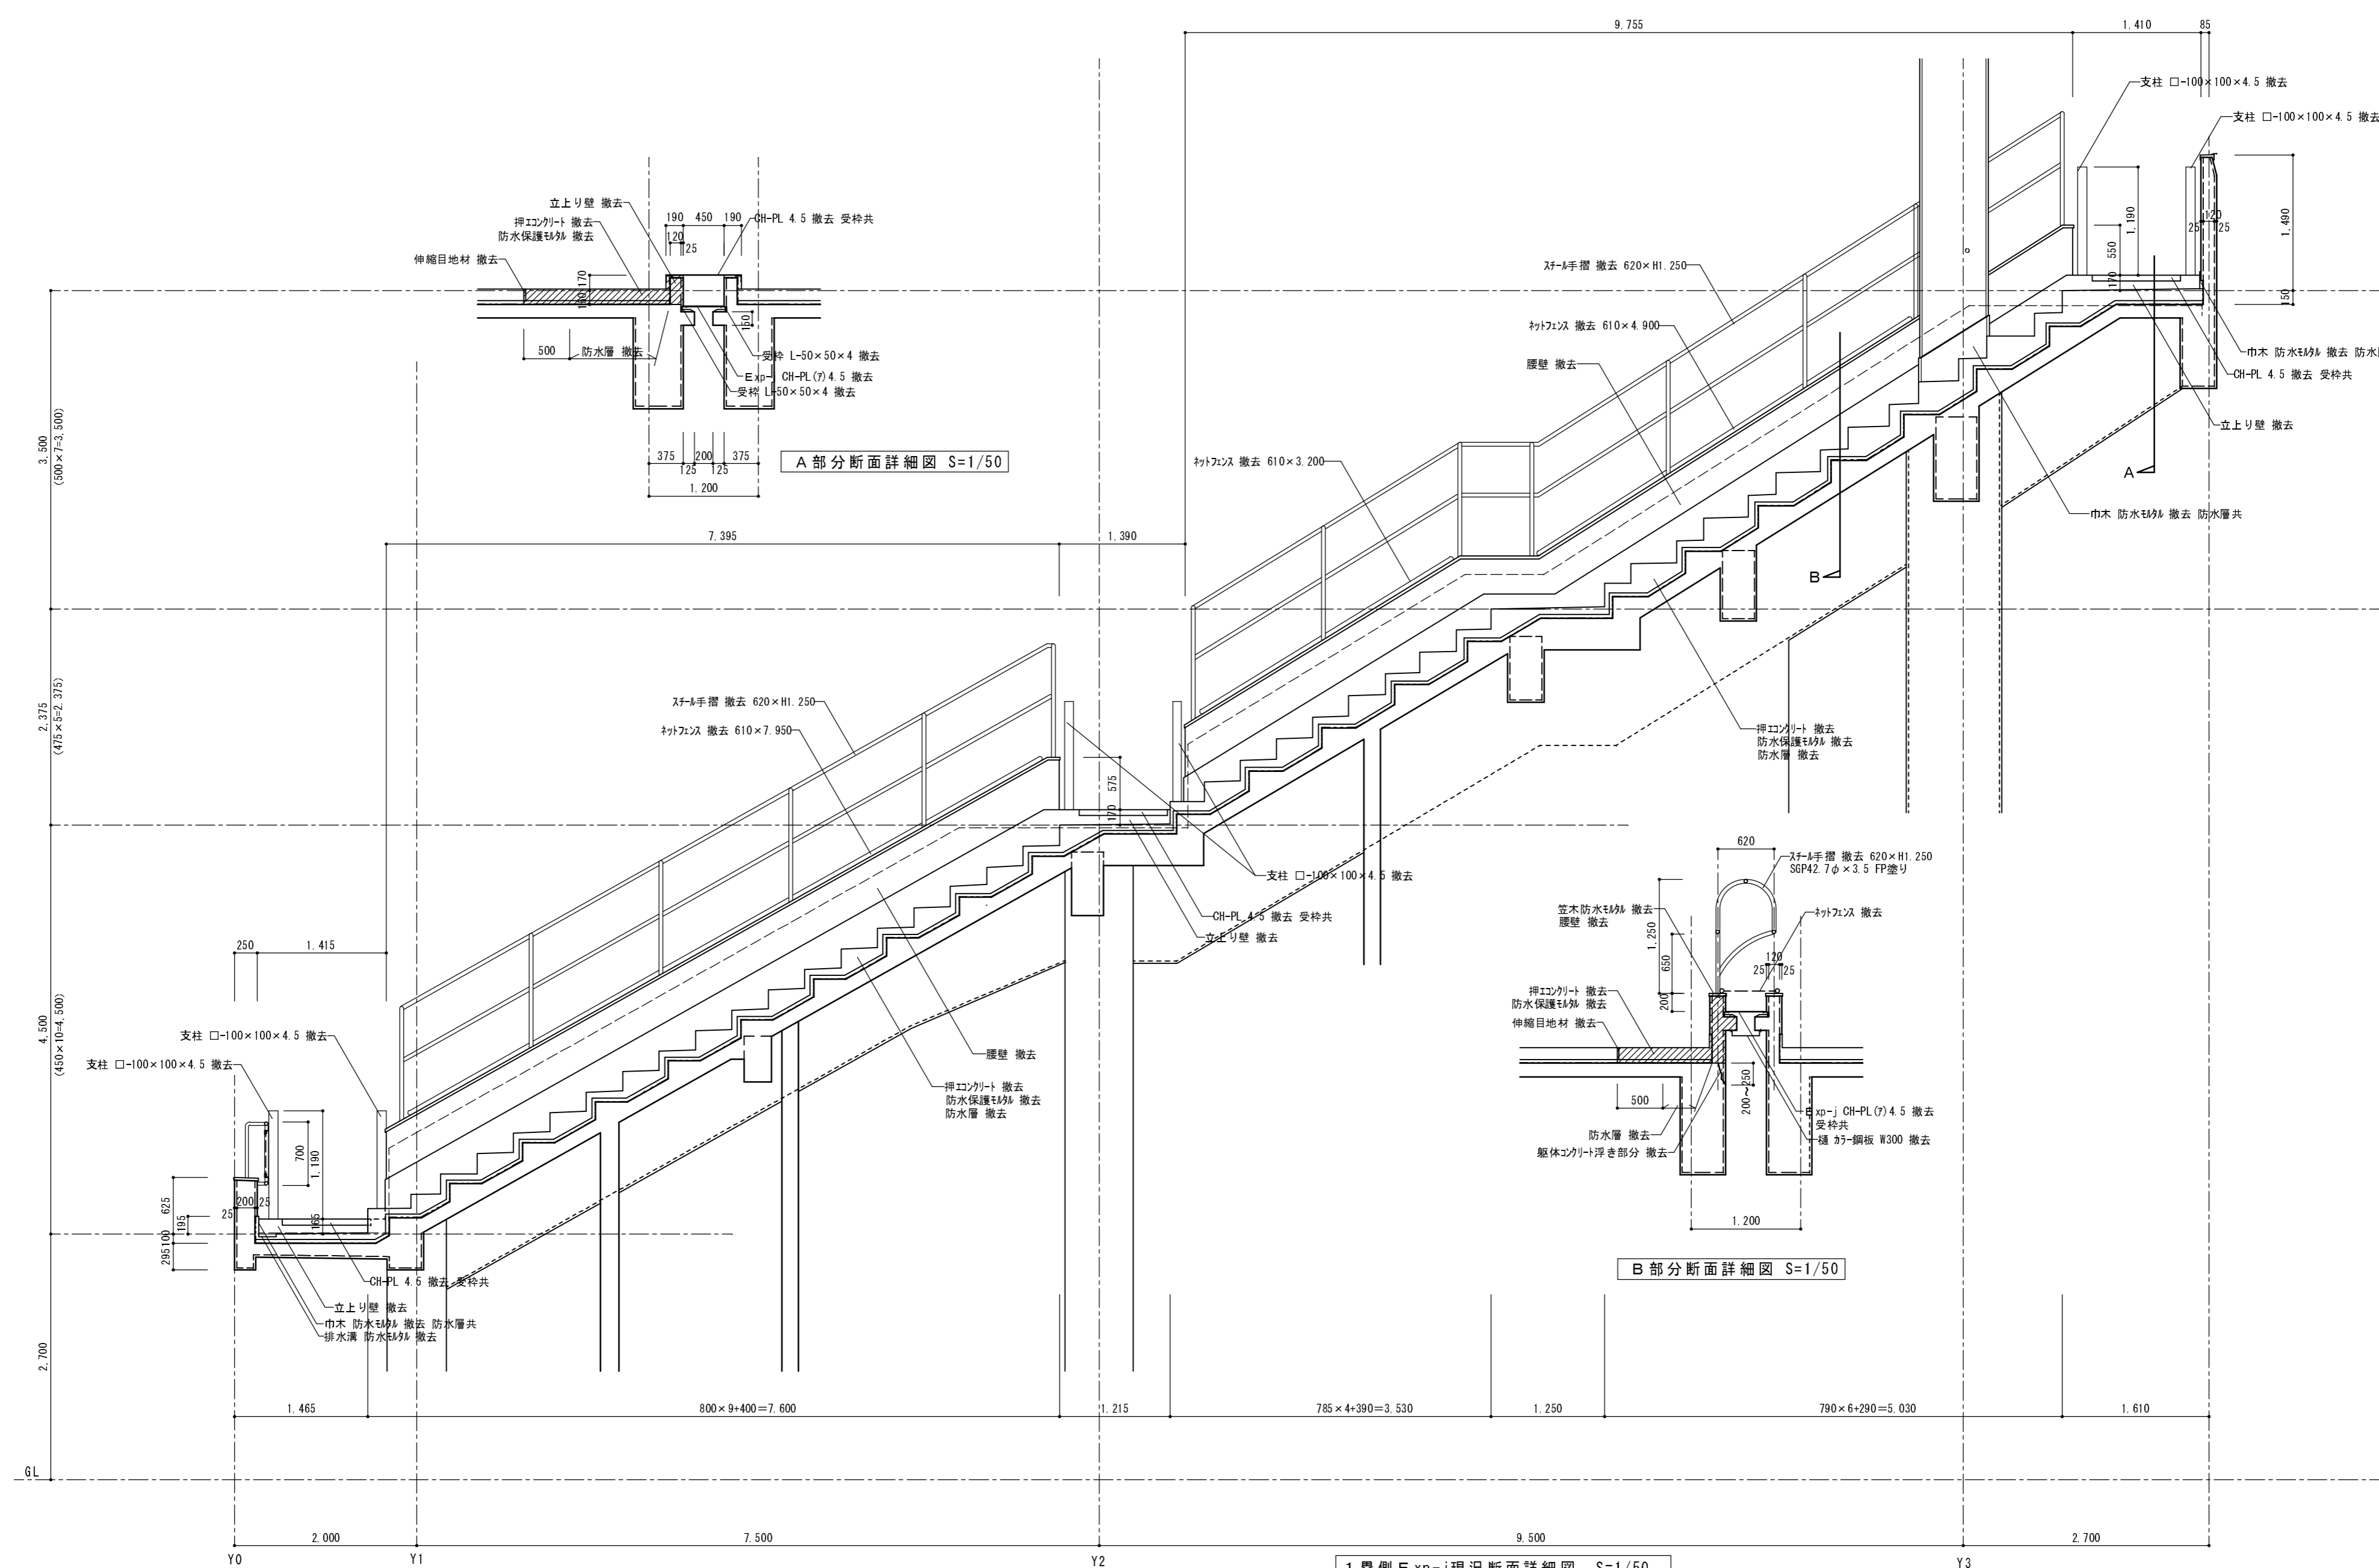 9,755
1,410
85
支柱 □-100×100×4.5 撤去
支柱 □-100×100×4.5 撤去
立上り壁 撤去
押エコンクリート 撤去
防水保護モルタル 撤去
伸縮目地材 撤去
190
450
190
CH-PL 4.5 撤去 受枠共
120
25
170
150
150
500
防水層 撤去
受枠 L-50×50×4 撤去
Exp-j CH-PL(ア)4.5 撤去
受枠 L-50×50×4 撤去
375
200
375
125
125
1,200
A部分断面詳細図 S=1/50
スチール手摺 撤去 620×H1,250
ネットフェンス 撤去 610×4,900
腰壁 撤去
ネットフェンス 撤去 610×3,200
1,190
550
170
120
25
25
1,490
150
巾木 防水モルタル 撤去 防水
CH-PL 4.5 撤去 受枠共
立上り壁 撤去
A
巾木 防水モルタル 撤去 防水層共
B
3,500
(500×7=3,500)
7,395
1,390
2,375
(475×5=2,375)
スチール手摺 撤去 620×H1,250
ネットフェンス 撤去 610×7,950
575
170
押エコンクリート 撤去
防水保護モルタル 撤去
防水層 撤去
支柱 □-100×100×4.5 撤去
CH-PL 4.5 撤去 受枠共
立上り壁 撤去
620
スチール手摺 撤去 620×H1,250
SGP42.7φ×3.5 FP塗り
笠木防水モルタル 撤去
腰壁 撤去
ネットフェンス 撤去
1,250
650
200
120
25
25
押エコンクリート 撤去
防水保護モルタル 撤去
伸縮目地材 撤去
500
200~250
Exp-j CH-PL(ア)4.5 撤去
受枠共
樋 カラー鋼板 W300 撤去
防水層 撤去
躯体コンクリート浮き部分 撤去
1,200
B部分断面詳細図 S=1/50
250
1,415
4,500
(450×10=4,500)
支柱 □-100×100×4.5 撤去
支柱 □-100×100×4.5 撤去
腰壁 撤去
押エコンクリート 撤去
防水保護モルタル 撤去
防水層 撤去
700
1,190
165
625
195
100
295
200
25
25
CH-PL 4.5 撤去 受枠共
立上り壁 撤去
巾木 防水モルタル 撤去 防水層共
排水溝 防水モルタル 撤去
2,700
1,465
800×9+400=7,600
1,215
785×4+390=3,530
1,250
790×6+290=5,030
1,610
GL
2,000
7,500
9,500
2,700
Y0
Y1
Y2
Y3
1塁側Exp-j現況断面詳細図 S=1/50